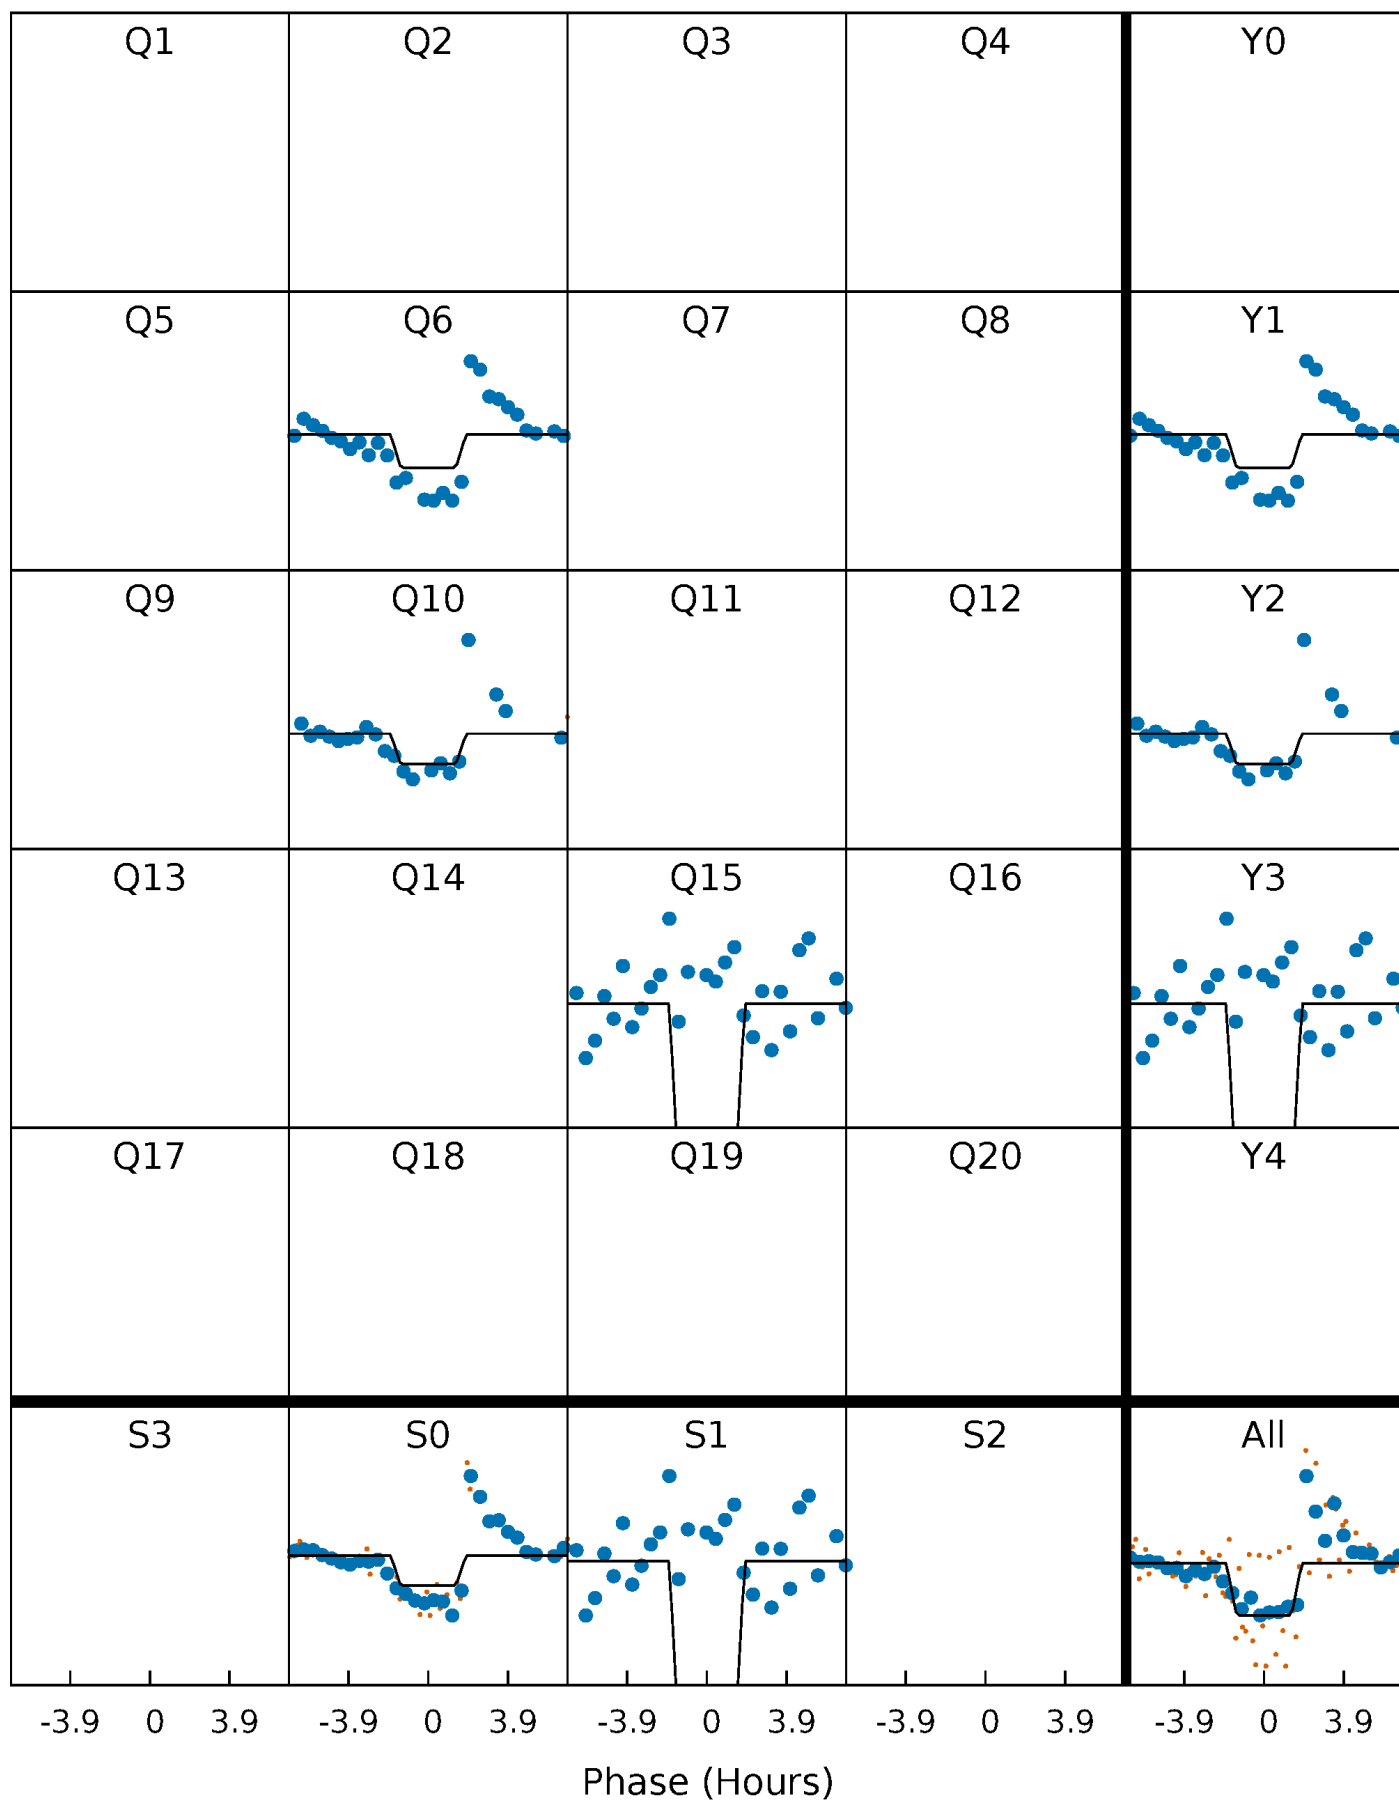 Q1 Q2 Q3 Q4 Y0
Q5 Q6 Q7 Q8 Y1
Q9 Q10 Q11 Q12 Y2
Q13 Q14 Q15 Q16 Y3
Q17 Q18 Q19 Q20 Y4
S3 S0 S1 S2 All
-3.9 0 3.9 -3.9 0 3.9 -3.9 0 3.9 -3.9 0 3.9 -3.9 0 3.9
Phase (Hours)